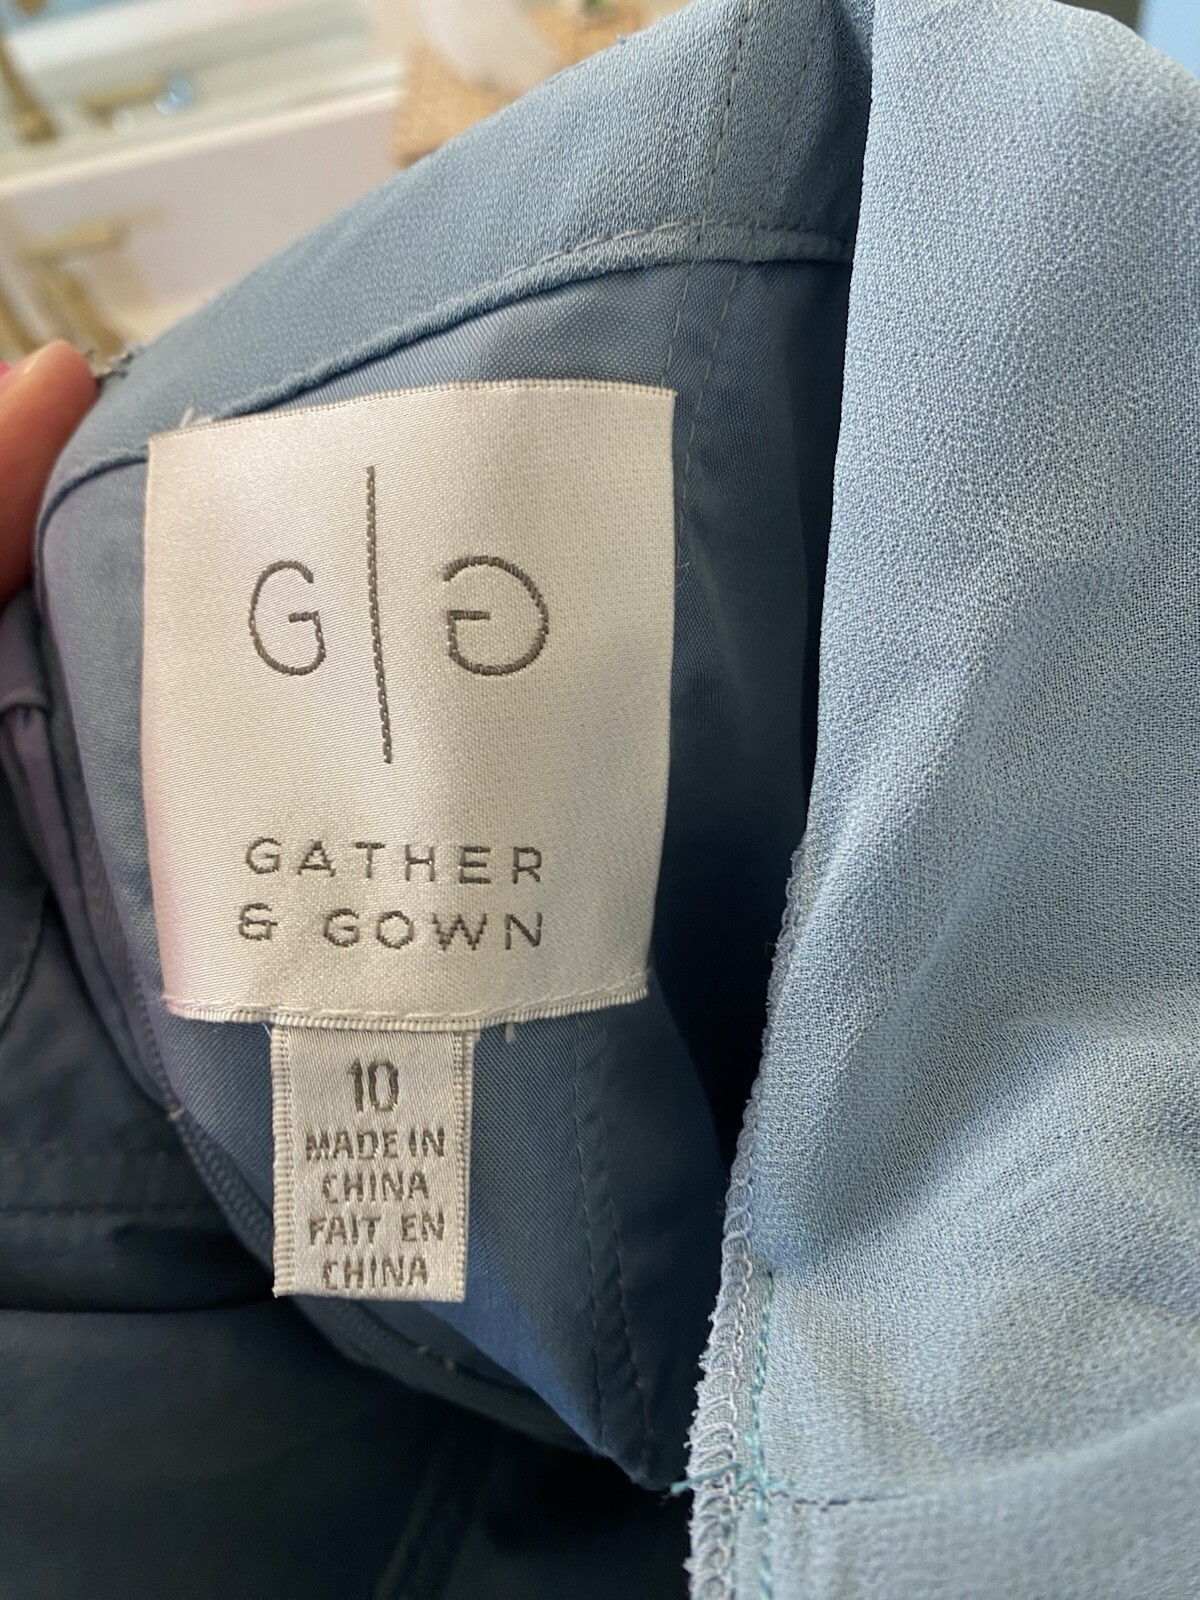 G | G
GATHER
& GOWN
10
MADE IN
CHINA
FAIT EN
CHINA